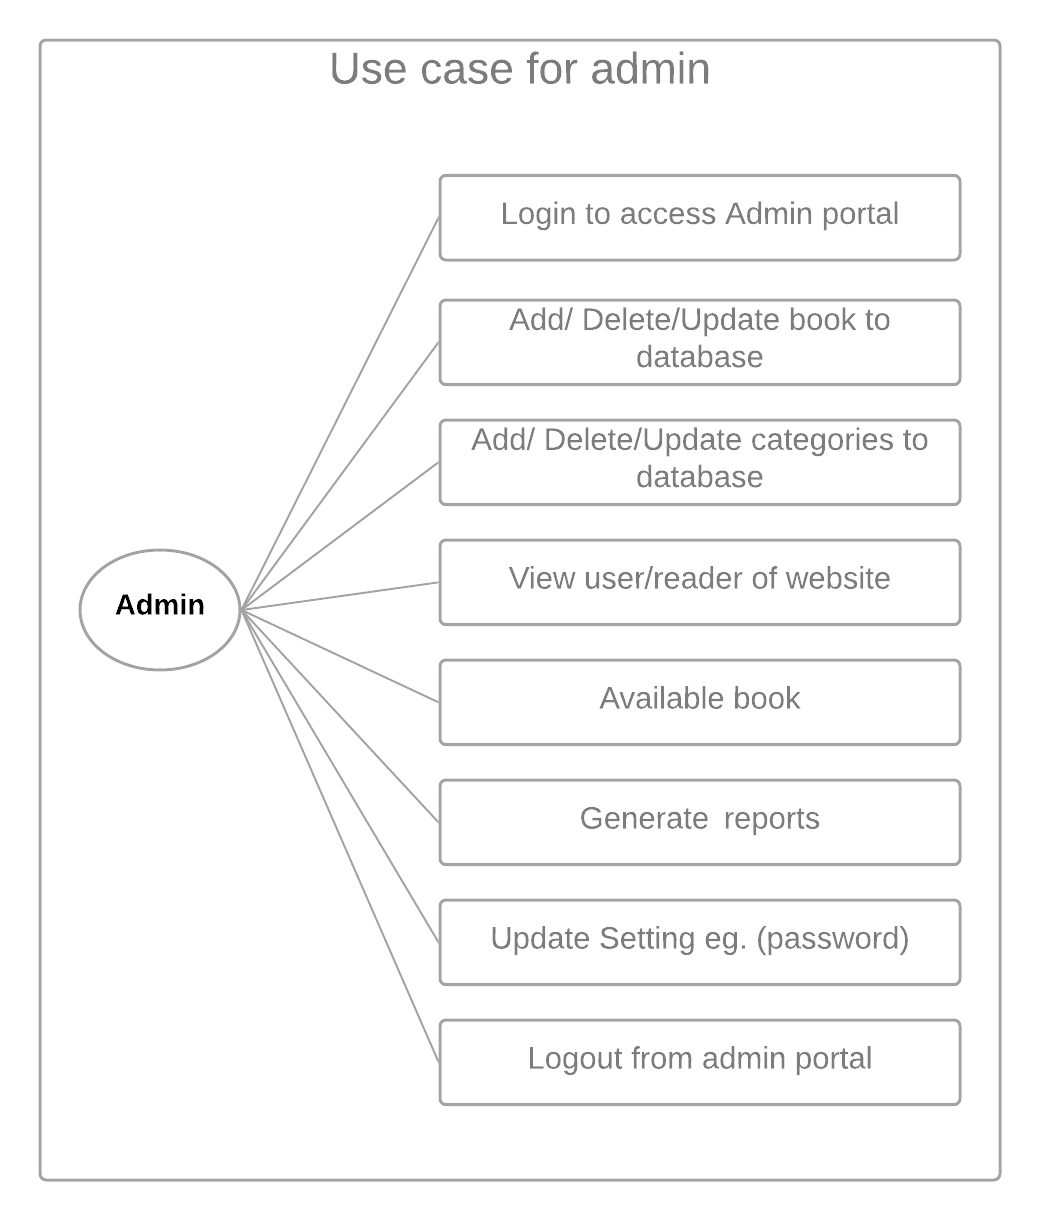 Use case for admin
Login to access Admin portal
Add/ Delete/Update book to
database
Add/ Delete/Update categories to
database
View user/reader of website
Admin
Available book
Generate reports
Update Setting eg. (password)
Logout from admin portal